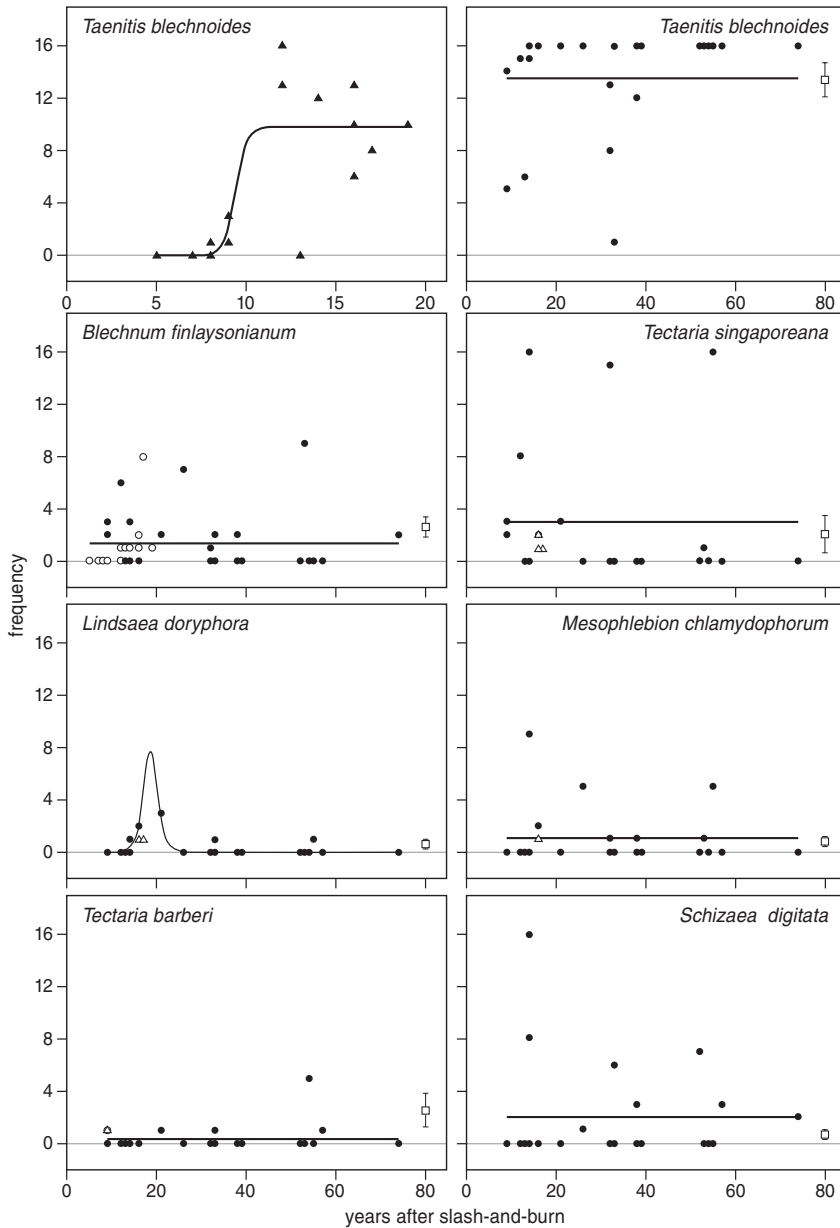 Taenitis blechnoides
Taenitis blechnoides
16
12
8
4
0
0 5 10 15 20
0 20 40 60 80
Blechnum finlaysonianum
Tectaria singaporeana
16
12
8
4
0
frequency
Lindsaea doryphora
Mesophlebion chlamydophorum
16
12
8
4
0
Tectaria barberi
Schizaea digitata
16
12
8
4
0
0 20 40 60 80
0 20 40 60 80
years after slash-and-burn